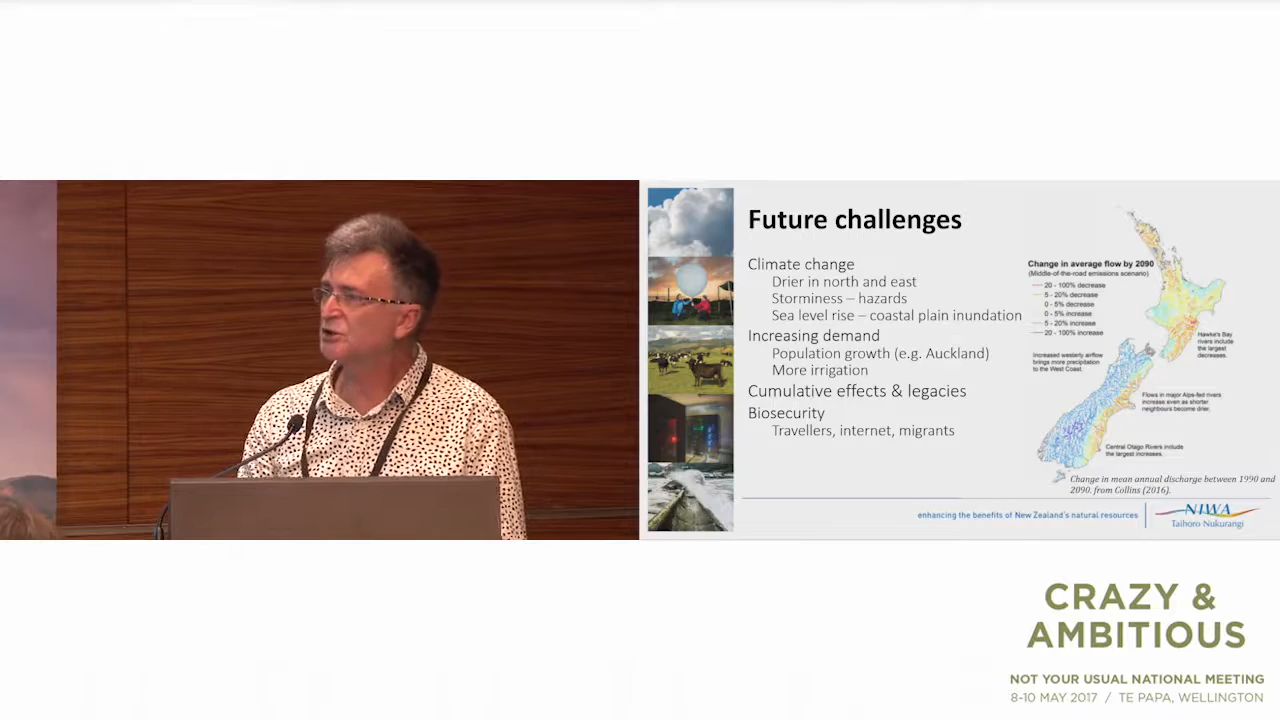 Future challenges
Climate change
Drier in north and east
Storminess – hazards
Sea level rise – coastal plain inundation
Increasing demand
Population growth (e.g. Auckland)
More irrigation
Cumulative effects & legacies
Biosecurity
Travellers, internet, migrants
Change in average flow by 2090
(Middle-of-the-road emissions scenario)
20 - 100% decrease
5 - 20% decrease
0 - 5% decrease
0 - 5% increase
5 - 20% increase
20 - 100% increase
Increased westerly airflow
brings more precipitation
to the West Coast.
Hawke's Bay
rivers include
the largest
decreases.
Flows in major Alps-fed rivers
increase even as shorter
neighbours become drier.
Central Otago Rivers include
the largest increases.
Change in mean annual discharge between 1990 and
2090. from Collins (2016).
enhancing the benefits of New Zealand's natural resources
NIWA
Taihoro Nukurangi
CRAZY &
AMBITIOUS
NOT YOUR USUAL NATIONAL MEETING
8-10 MAY 2017 / TE PAPA, WELLINGTON